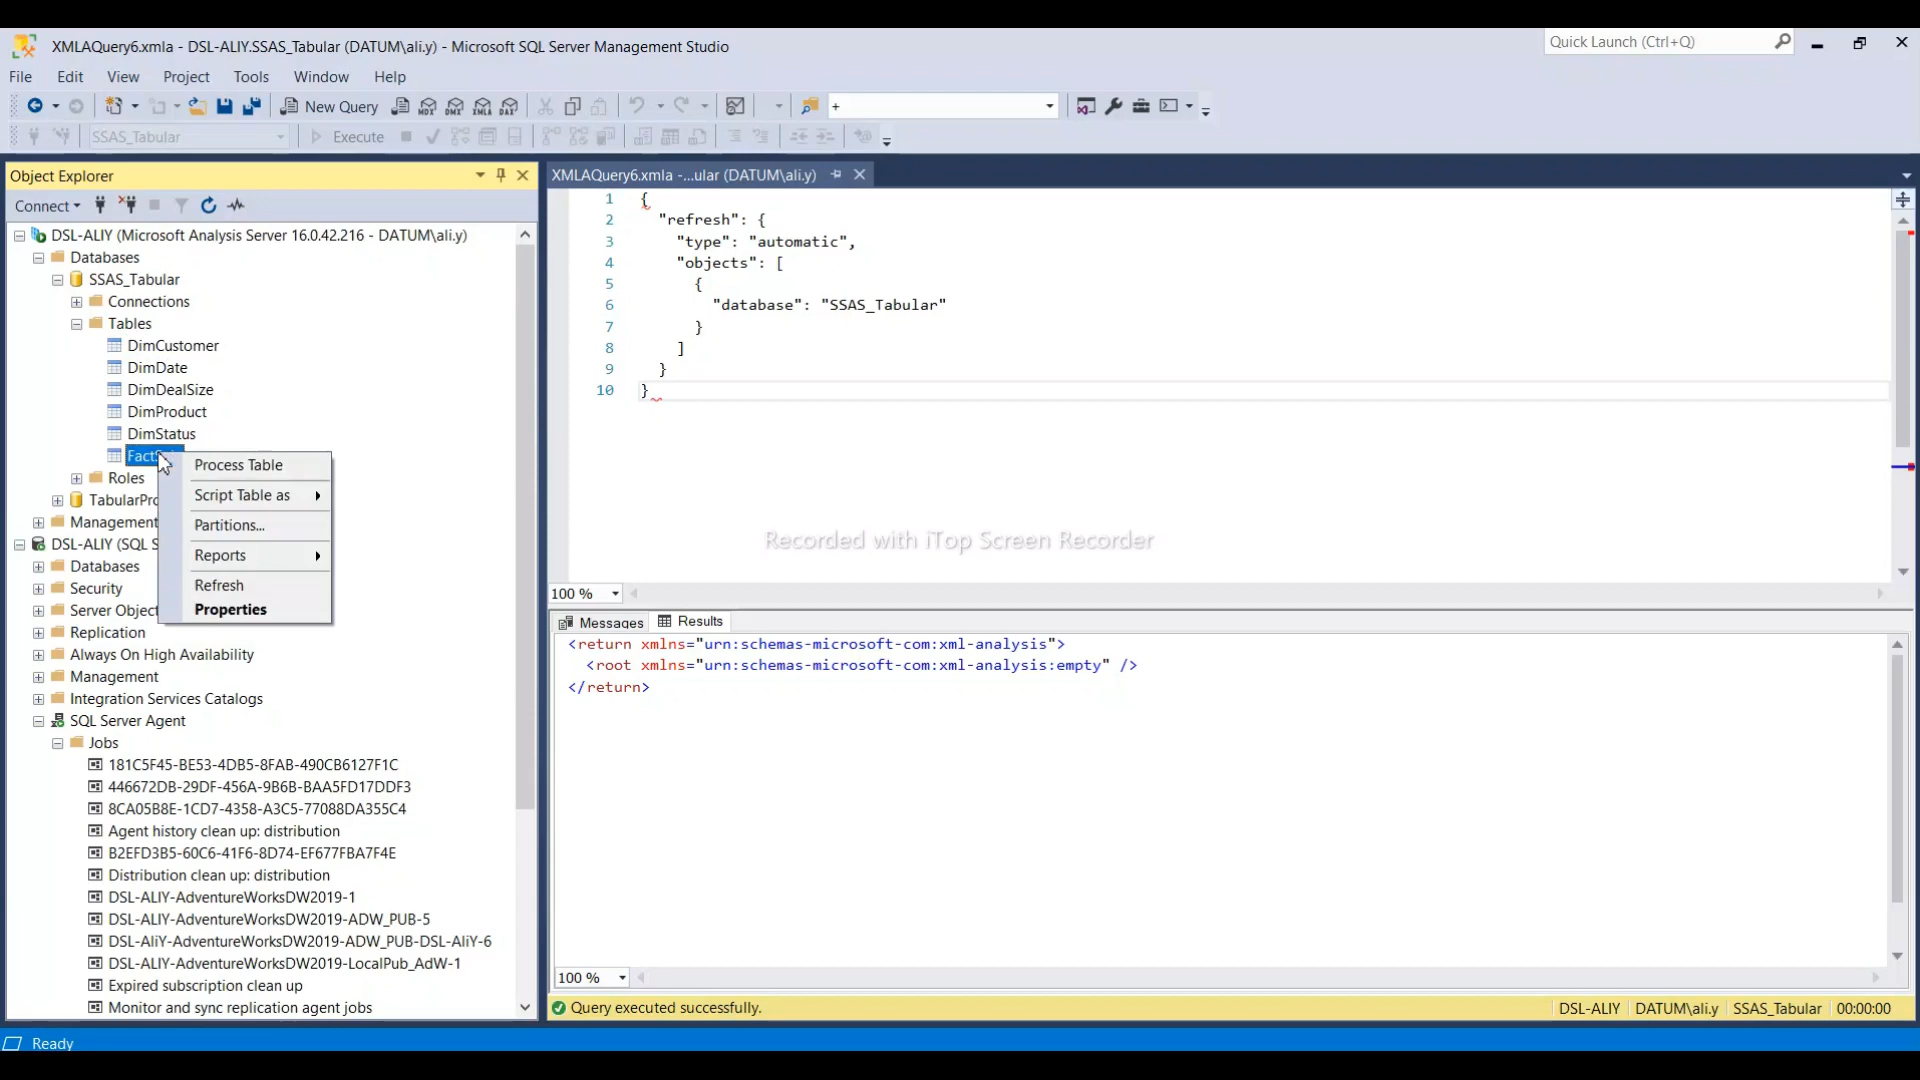 XMLAQuery6.xmla - DSL-ALIY.SSAS_Tabular (DATUM\ali.y) - Microsoft SQL Server Management Studio
Quick Launch (Ctrl+Q)
File Edit View Project Tools Window Help
New Query
MDX DMX XMLA DAX
+
SSAS_Tabular
Execute
Object Explorer
Connect
DSL-ALIY (Microsoft Analysis Server 16.0.42.216 - DATUM\ali.y)
Databases
SSAS_Tabular
Connections
Tables
DimCustomer
DimDate
DimDealSize
DimProduct
DimStatus
Roles
Management
DSL-ALIY (SQL S
Databases
Security
Server Object
Replication
Always On High Availability
Management
Integration Services Catalogs
SQL Server Agent
Jobs
181C5F45-BE53-4DB5-8FAB-490CB6127F1C
446672DB-29DF-456A-9B6B-BAA5FD17DDF3
8CA05B8E-1CD7-4358-A3C5-77088DA355C4
Agent history clean up: distribution
B2EFD3B5-60C6-41F6-8D74-EF677FBA7F4E
Distribution clean up: distribution
DSL-ALIY-AdventureWorksDW2019-1
DSL-ALIY-AdventureWorksDW2019-ADW_PUB-5
DSL-AliY-AdventureWorksDW2019-ADW_PUB-DSL-AliY-6
DSL-ALIY-AdventureWorksDW2019-LocalPub_AdW-1
Expired subscription clean up
Monitor and sync replication agent jobs
Process Table
Script Table as
Partitions...
Reports
Refresh
Properties
XMLAQuery6.xmla -...ular (DATUM\ali.y)
1 {
2 "refresh": {
3 "type": "automatic",
4 "objects": [
5 {
6 "database": "SSAS_Tabular"
7 }
8 ]
9 }
10 }
Recorded with iTop Screen Recorder
100 %
Messages Results
<return xmlns="urn:schemas-microsoft-com:xml-analysis">
<root xmlns="urn:schemas-microsoft-com:xml-analysis:empty" />
</return>
100 %
Query executed successfully.
DSL-ALIY DATUM\ali.y SSAS_Tabular 00:00:00
Ready